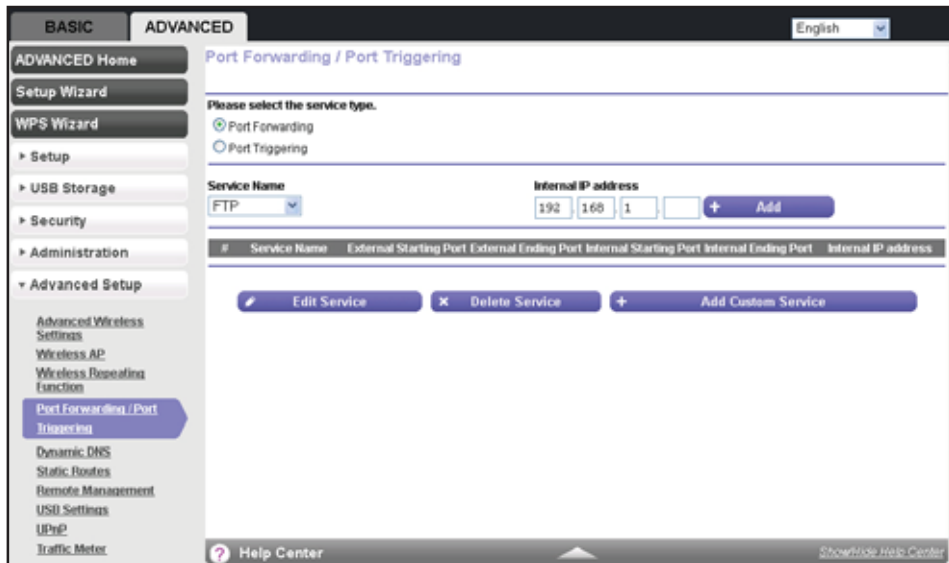 BASIC
ADVANCED
English
ADVANCED Home
Setup Wizard
WPS Wizard
Setup
USB Storage
Security
Administration
Advanced Setup
Advanced Wireless
Settings
Wireless AP
Wireless Repeating
Function
Port Forwarding / Port
Triggering
Dynamic DNS
Static Routes
Remote Management
USB Settings
UPnP
Traffic Meter
Port Forwarding / Port Triggering
Please select the service type.
Port Forwarding
Port Triggering
Service Name
Internal IP address
FTP
192 . 168 . 1 .
+ Add
# Service Name External Starting Port External Ending Port Internal Starting Port Internal Ending Port Internal IP address
Edit Service
× Delete Service
+ Add Custom Service
? Help Center
Show/Hide Help Center